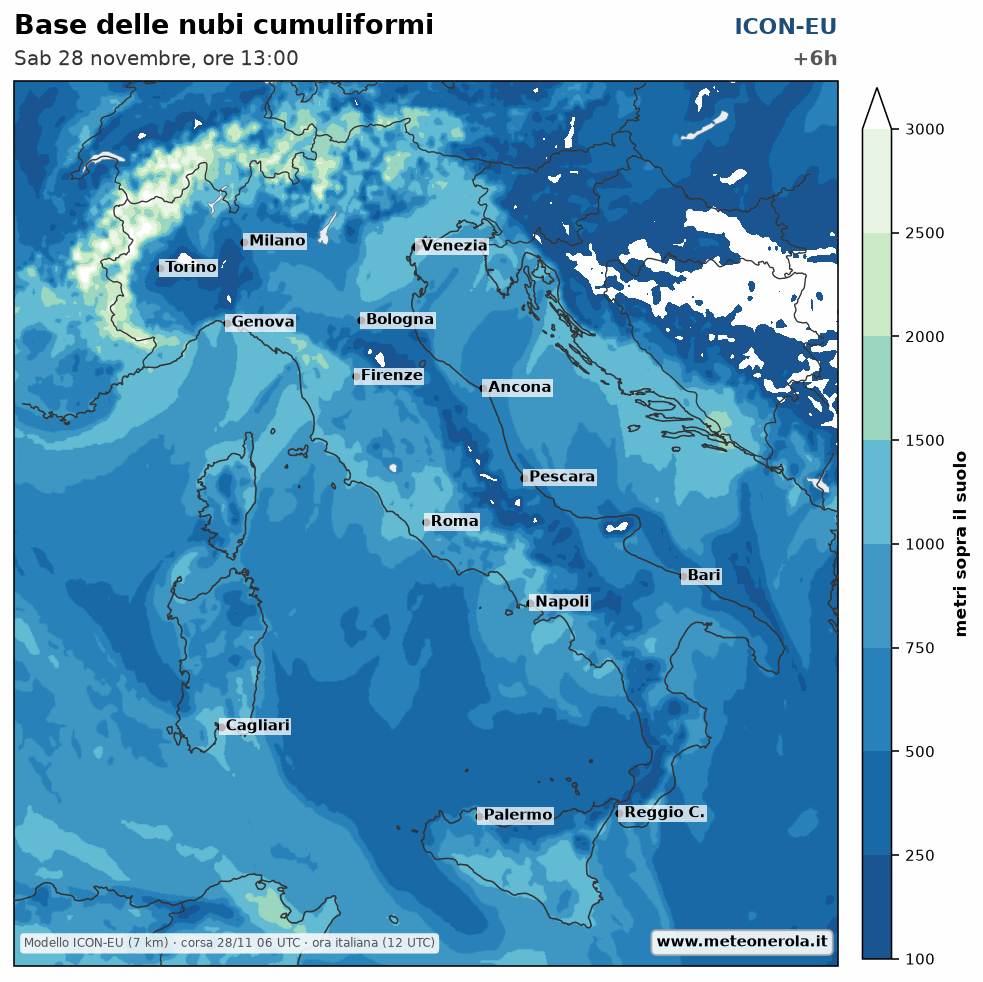 Base delle nubi cumuliformi
ICON-EU
Sab 28 novembre, ore 13:00
+6h
Milano
Venezia
Torino
Genova
Bologna
Firenze
Ancona
Pescara
Roma
Bari
Napoli
Cagliari
Palermo
Reggio C.
3000
2500
2000
1500
1000
750
500
250
100
metri sopra il suolo
Modello ICON-EU (7 km) · corsa 28/11 06 UTC · ora italiana (12 UTC)
www.meteonerola.it